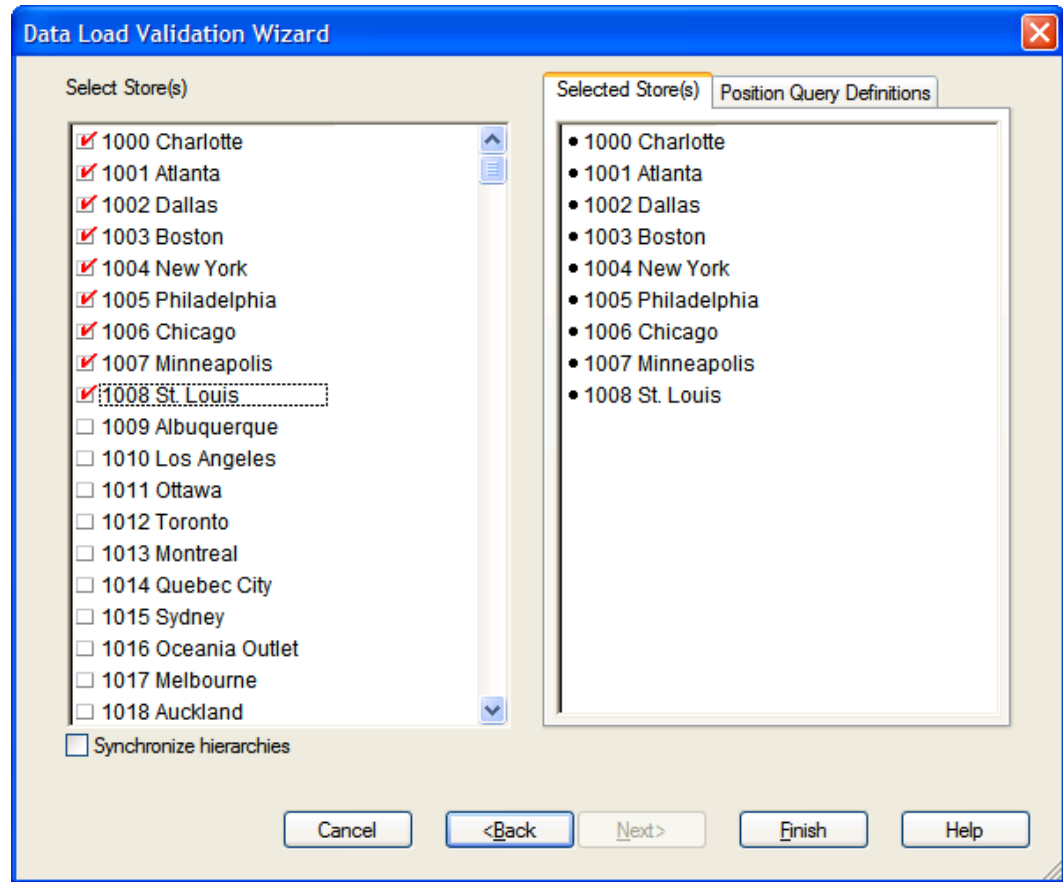 Data Load Validation Wizard
Select Store(s)
1000 Charlotte
1001 Atlanta
1002 Dallas
1003 Boston
1004 New York
1005 Philadelphia
1006 Chicago
1007 Minneapolis
1008 St. Louis
1009 Albuquerque
1010 Los Angeles
1011 Ottawa
1012 Toronto
1013 Montreal
1014 Quebec City
1015 Sydney
1016 Oceania Outlet
1017 Melbourne
1018 Auckland
Synchronize hierarchies
Selected Store(s) Position Query Definitions
• 1000 Charlotte
• 1001 Atlanta
• 1002 Dallas
• 1003 Boston
• 1004 New York
• 1005 Philadelphia
• 1006 Chicago
• 1007 Minneapolis
• 1008 St. Louis
Cancel <Back Next> Finish Help